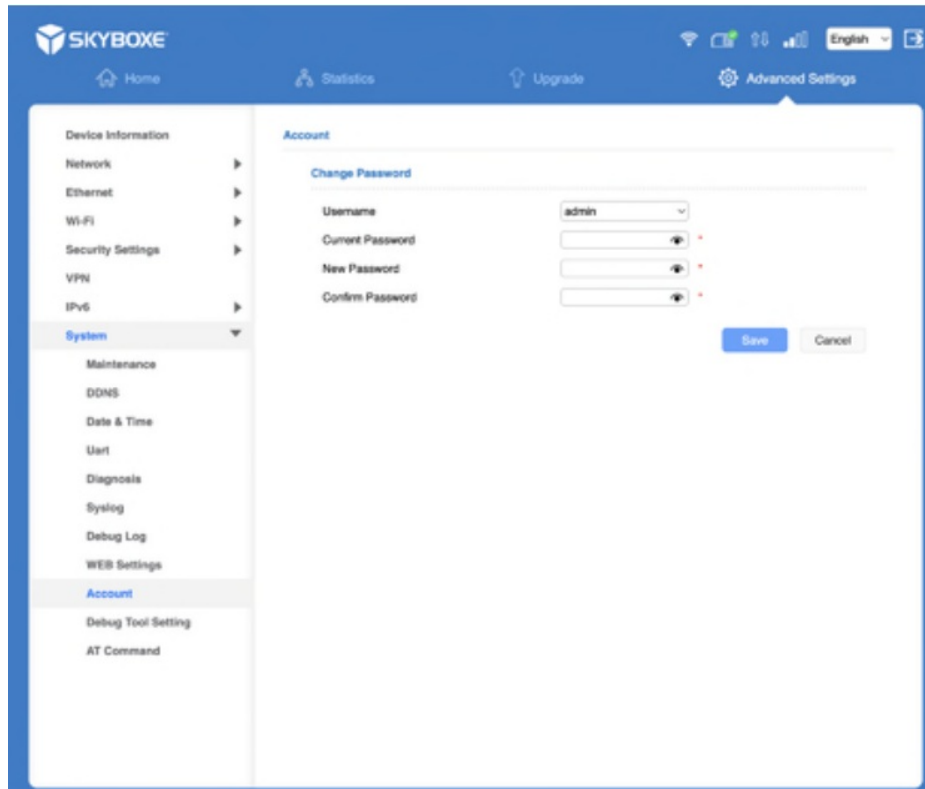 SKYBOXE
English
Home
Statistics
Upgrade
Advanced Settings
Device Information
Network
Ethernet
Wi-Fi
Security Settings
VPN
IPv6
System
Maintenance
DDNS
Date & Time
Uart
Diagnosis
Syslog
Debug Log
WEB Settings
Account
Debug Tool Setting
AT Command
Account
Change Password
Username
admin
Current Password
*
New Password
*
Confirm Password
*
Save
Cancel